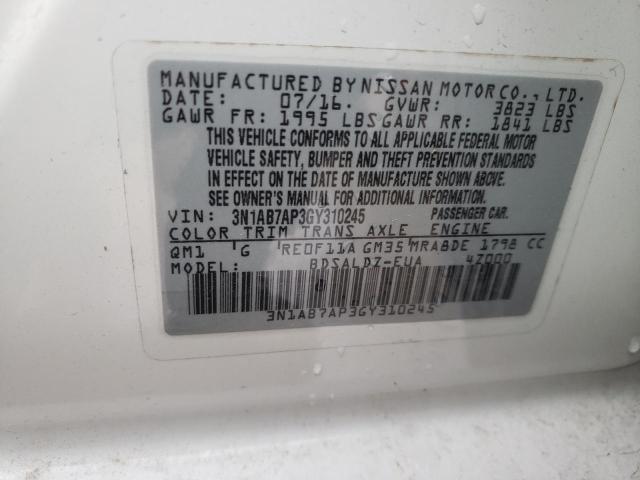 MANUFACTURED BY NISSAN MOTOR CO., LTD.
DATE: 07/16. GVWR: 3823 LBS
GAWR FR: 1995 LBS GAWR RR: 1841 LBS
THIS VEHICLE CONFORMS TO ALL APPLICABLE FEDERAL MOTOR
VEHICLE SAFETY, BUMPER AND THEFT PREVENTION STANDARDS
IN EFFECT ON THE DATE OF MANUFACTURE SHOWN ABOVE.
SEE OWNER'S MANUAL FOR ADDITIONAL INFORMATION.
VIN: 3N1AB7AP3GY310245 PASSENGER CAR.
COLOR TRIM TRANS AXLE ENGINE
QM1 G RE0F11A GM35 MRA8DE 1798 CC
MODEL: BDSALDZ-EUA 4Z000
3N1AB7AP3GY310245